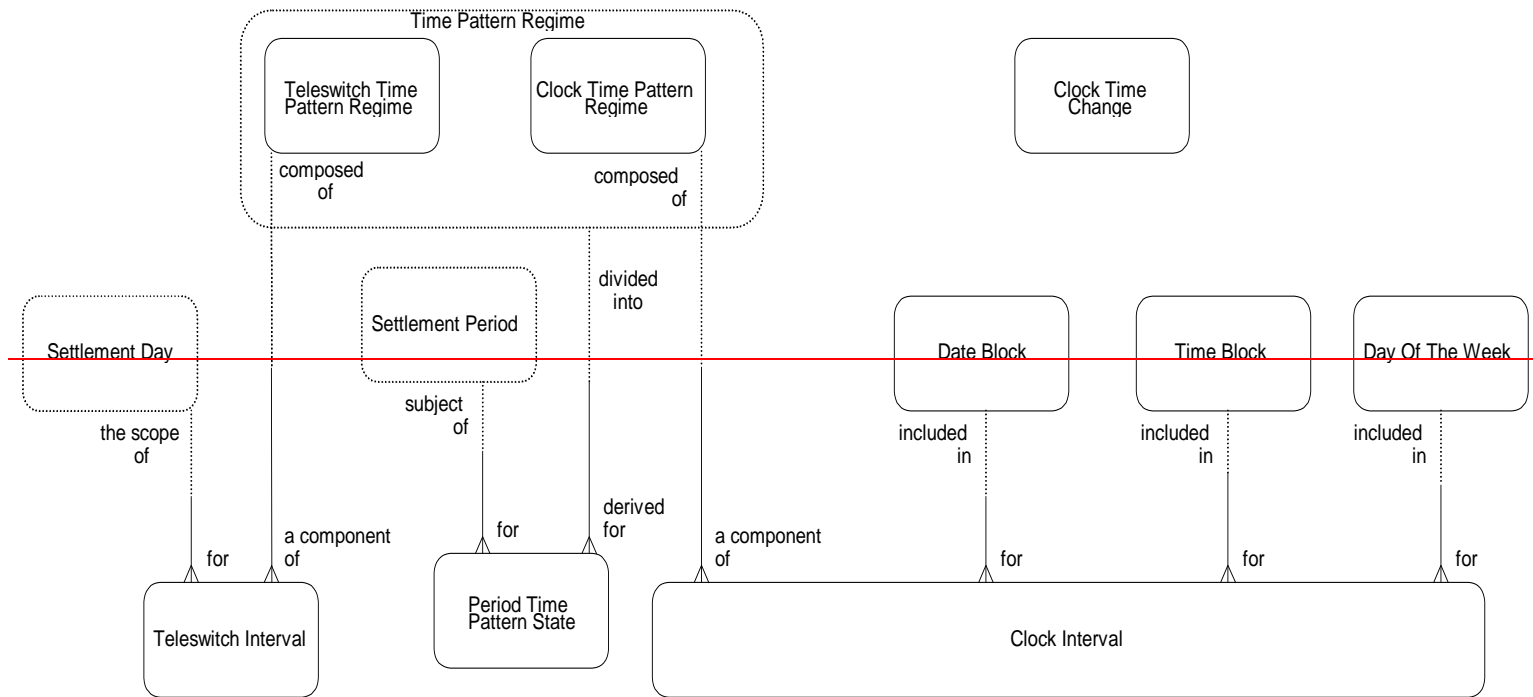 Time Pattern Regime
Teleswitch Time
Pattern Regime
Clock Time Pattern
Regime
Clock Time
Change
composed
of
composed
of
divided
into
Settlement Day
Settlement Period
Date Block
Time Block
Day Of The Week
the scope
of
subject
of
included
in
included
in
included
in
for
a component
of
for
derived
for
a component
of
for
for
for
Teleswitch Interval
Period Time
Pattern State
Clock Interval